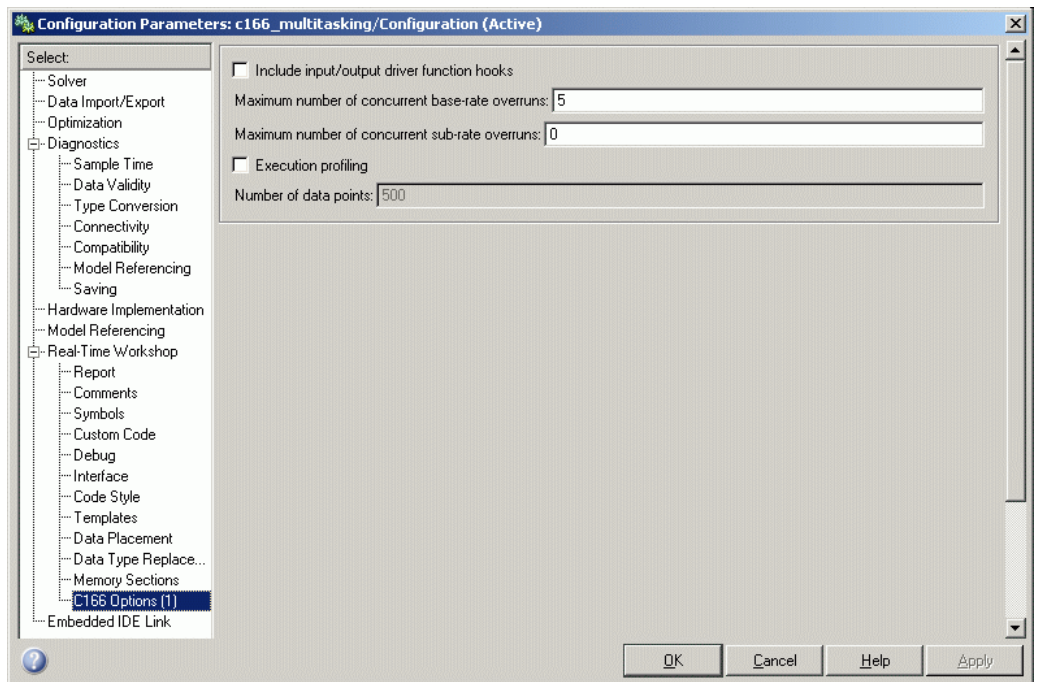 Configuration Parameters: c166_multitasking/Configuration (Active)
Select:
Solver
Data Import/Export
Optimization
Diagnostics
Sample Time
Data Validity
Type Conversion
Connectivity
Compatibility
Model Referencing
Saving
Hardware Implementation
Model Referencing
Real-Time Workshop
Report
Comments
Symbols
Custom Code
Debug
Interface
Code Style
Templates
Data Placement
Data Type Replace...
Memory Sections
C166 Options (1)
Embedded IDE Link
Include input/output driver function hooks
Maximum number of concurrent base-rate overruns: 5
Maximum number of concurrent sub-rate overruns: 0
Execution profiling
Number of data points: 500
OK Cancel Help Apply